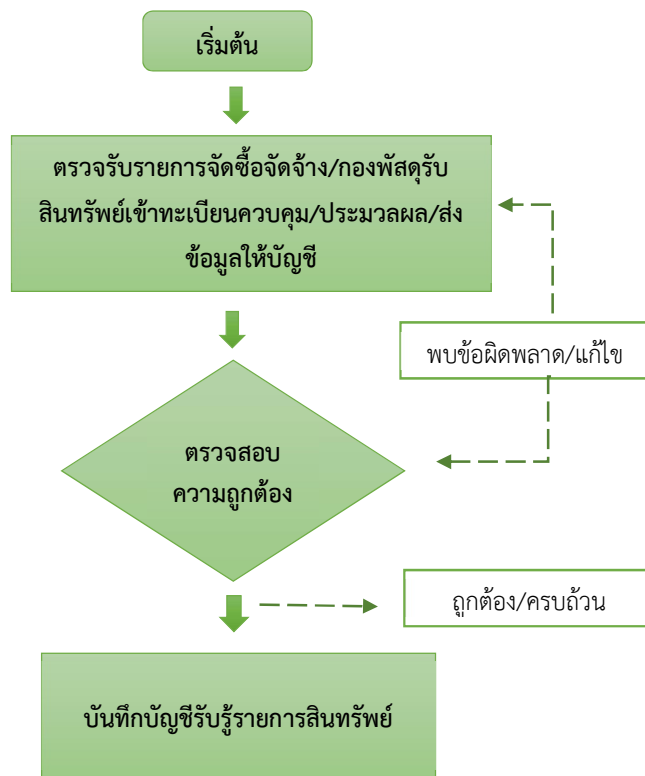 เริ่มต้น
ตรวจรับรายการจัดซื้อจัดจ้าง/กองพัสดุรับ
สินทรัพย์เข้าทะเบียนควบคุม/ประมวลผล/ส่ง
ข้อมูลให้บัญชี
พบข้อผิดพลาด/แก้ไข
ตรวจสอบ
ความถูกต้อง
ถูกต้อง/ครบถ้วน
บันทึกบัญชีรับรู้รายการสินทรัพย์